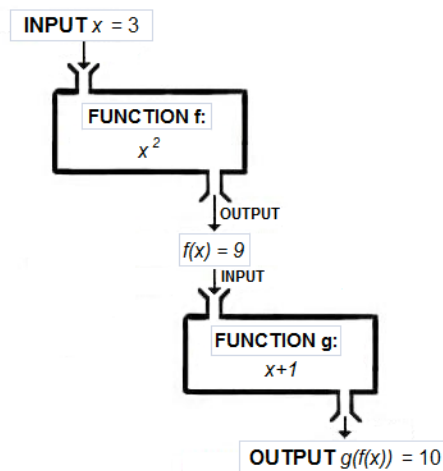 INPUT x = 3
FUNCTION f:
x²
OUTPUT
f(x) = 9
INPUT
FUNCTION g:
x+1
OUTPUT g(f(x)) = 10